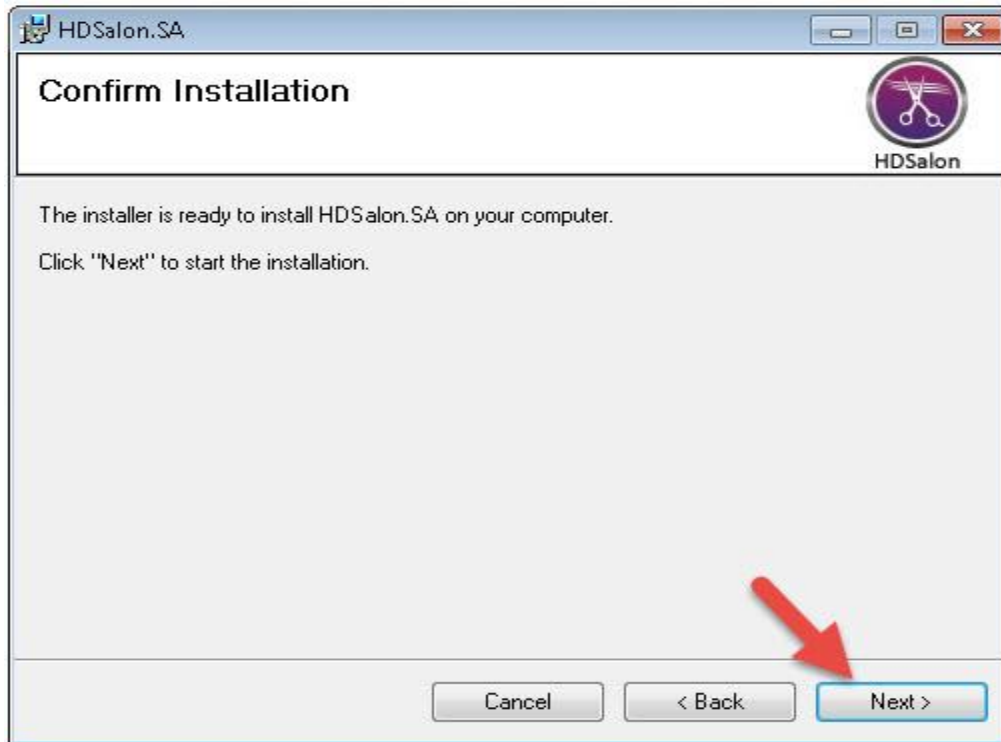 HDSalon.SA
Confirm Installation
HDSalon
The installer is ready to install HDSalon.SA on your computer.
Click "Next" to start the installation.
Cancel
< Back
Next >